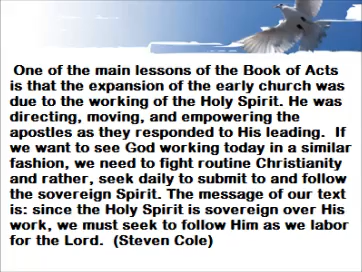 One of the main lessons of the Book of Acts
is that the expansion of the early church was
due to the working of the Holy Spirit. He was
directing, moving, and empowering the
apostles as they responded to His leading.  If
we want to see God working today in a similar
fashion, we need to fight routine Christianity
and rather, seek daily to submit to and follow
the sovereign Spirit. The message of our text
is: since the Holy Spirit is sovereign over His
work, we must seek to follow Him as we labor
for the Lord.  (Steven Cole)